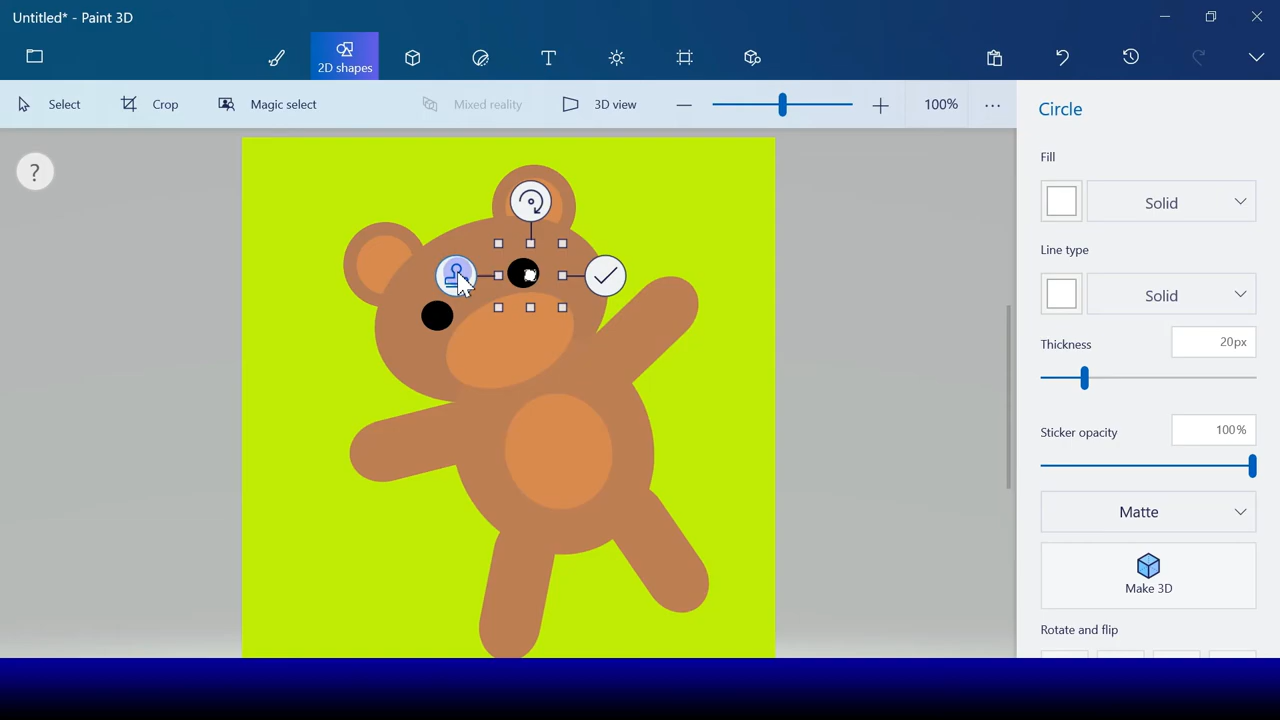 Untitled* - Paint 3D
2D shapes
Select
Crop
Magic select
Mixed reality
3D view
100%
?
Circle
Fill
Solid
Line type
Solid
Thickness
20px
Sticker opacity
100%
Matte
Make 3D
Rotate and flip